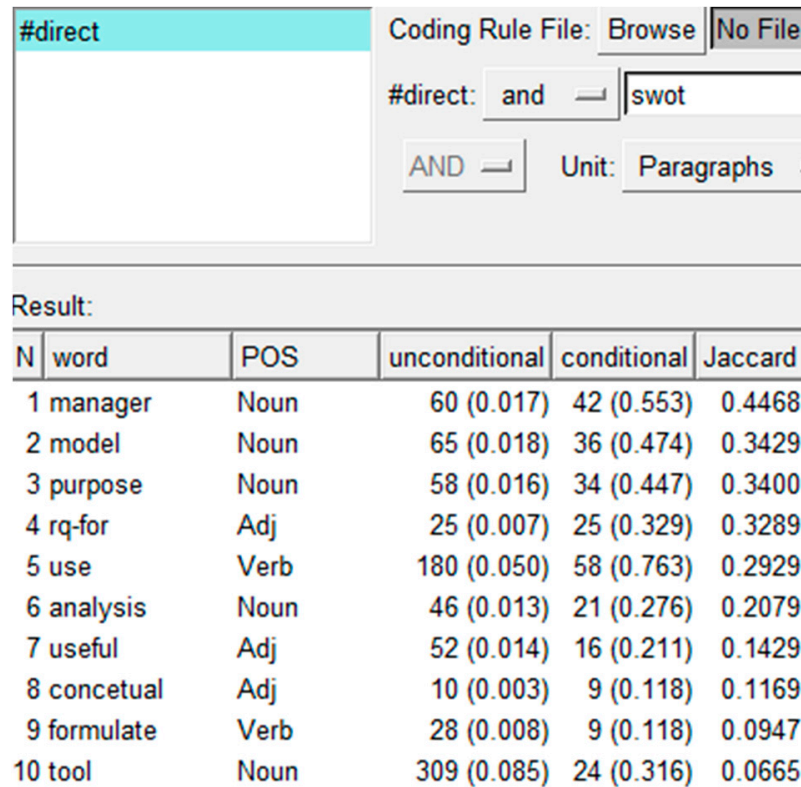 #direct
Coding Rule File: Browse No File
#direct: and swot
AND Unit: Paragraphs
Result:
N word POS unconditional conditional Jaccard
1 manager Noun 60 (0.017) 42 (0.553) 0.4468
2 model Noun 65 (0.018) 36 (0.474) 0.3429
3 purpose Noun 58 (0.016) 34 (0.447) 0.3400
4 rq-for Adj 25 (0.007) 25 (0.329) 0.3289
5 use Verb 180 (0.050) 58 (0.763) 0.2929
6 analysis Noun 46 (0.013) 21 (0.276) 0.2079
7 useful Adj 52 (0.014) 16 (0.211) 0.1429
8 concetual Adj 10 (0.003) 9 (0.118) 0.1169
9 formulate Verb 28 (0.008) 9 (0.118) 0.0947
10 tool Noun 309 (0.085) 24 (0.316) 0.0665